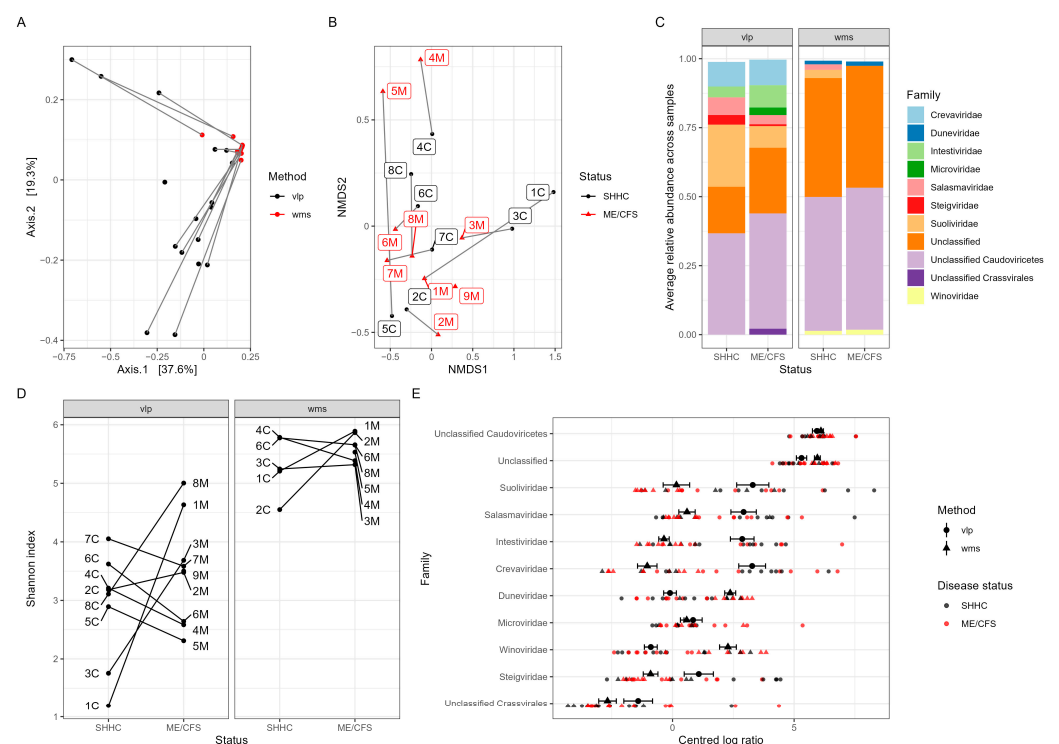 A
0.2
0
−0.2
−0.4
−0.75
−0.5
−0.25
0
0.25
Axis.1 [37.6%]
Axis.2 [19.3%]
Method
vlp
wms
B
4M
5M
4C
8C
6C
1C
3C
8M
3M
6M
7C
7M
2C
1M
9M
5C
2M
0.5
0
−0.5
−0.5
0
0.5
1
1.5
NMDS1
NMDS2
Status
SHHC
ME/CFS
C
vlp
wms
1.00
0.75
0.50
0.25
0.00
SHHC
ME/CFS
SHHC
ME/CFS
Status
Average relative abundance across samples
Family
Crevaviridae
Duneviridae
Intestiviridae
Microviridae
Salasmaviridae
Steigviridae
Suoliviridae
Unclassified
Unclassified Caudoviricetes
Unclassified Crassvirales
Winoviridae
D
vlp
wms
6
5
4
3
2
1
7C
6C
4C
2C
8C
5C
3C
1C
8M
1M
3M
7M
9M
2M
6M
4M
5M
4C
6C
3C
1C
2C
1M
2M
6M
8M
5M
4M
3M
SHHC
ME/CFS
SHHC
ME/CFS
Status
Shannon index
E
Unclassified Caudoviricetes
Unclassified
Suoliviridae
Salasmaviridae
Intestiviridae
Crevaviridae
Duneviridae
Microviridae
Winoviridae
Steigviridae
Unclassified Crassvirales
0
5
Centred log ratio
Family
Method
vlp
wms
Disease status
SHHC
ME/CFS